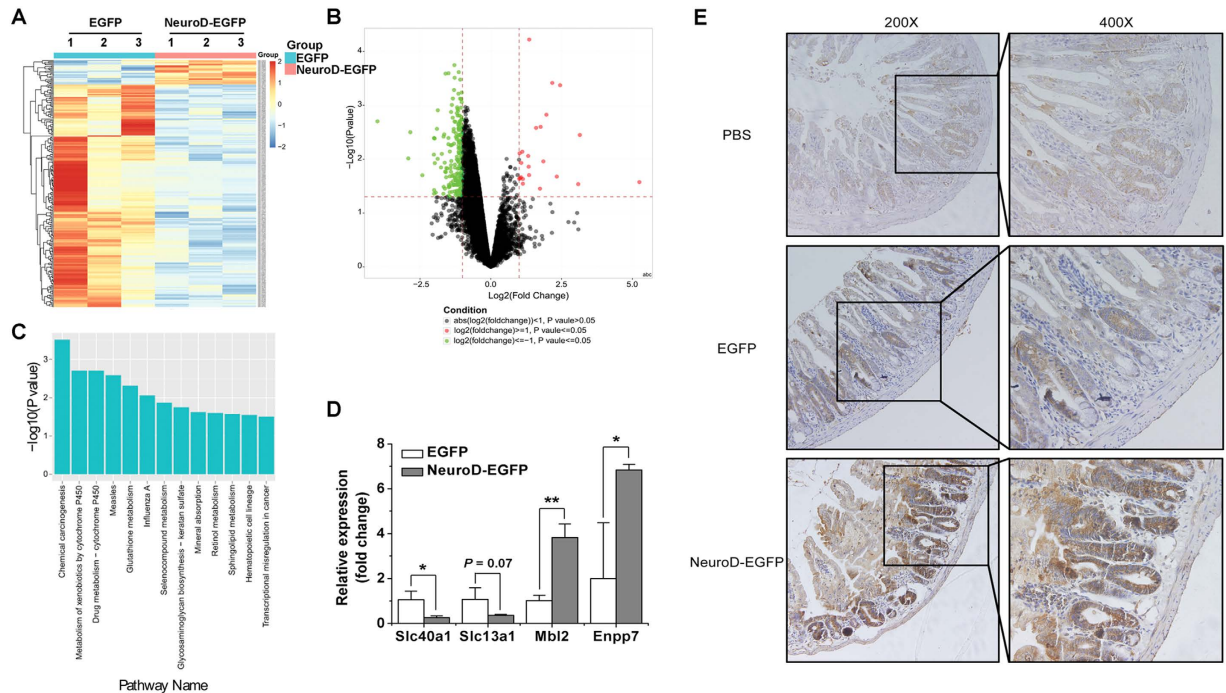 A
EGFP
NeuroD-EGFP
1 2 3 1 2 3
Group
Group
EGFP
NeuroD-EGFP
2
1
0
−1
−2
B
−Log10(Pvalue)
4
3
2
1
0
−2.5
0.0
2.5
5.0
abc
Log2(Fold Change)
Condition
abs(log2(foldchange))<1, P vaule>0.05
log2(foldchange)>=1, P vaule<=0.05
log2(foldchange)<=−1, P vaule<=0.05
C
−log10(P value)
3
2
1
0
Chemical carcinogenesis
Metabolism of xenobiotics by cytochrome P450
Drug metabolism − cytochrome P450
Measles
Glutathione metabolism
Influenza A
Selenocompound metabolism
Glycosaminoglycan biosynthesis − keratan sulfate
Mineral absorption
Retinol metabolism
Sphingolipid metabolism
Hematopoietic cell lineage
Transcriptional misregulation in cancer
Pathway Name
D
Relative expression
(fold change)
8
6
4
2
0
EGFP
NeuroD-EGFP
*
P = 0.07
**
*
Slc40a1 Slc13a1 Mbl2 Enpp7
E
200X 400X
PBS
EGFP
NeuroD-EGFP